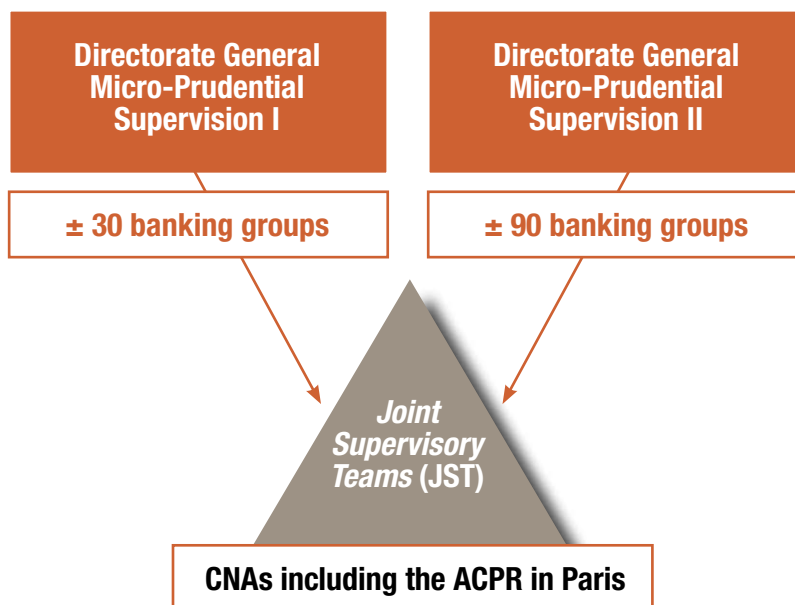 Directorate General
Micro-Prudential
Supervision I
Directorate General
Micro-Prudential
Supervision II
± 30 banking groups
± 90 banking groups
Joint
Supervisory
Teams (JST)
CNAs including the ACPR in Paris